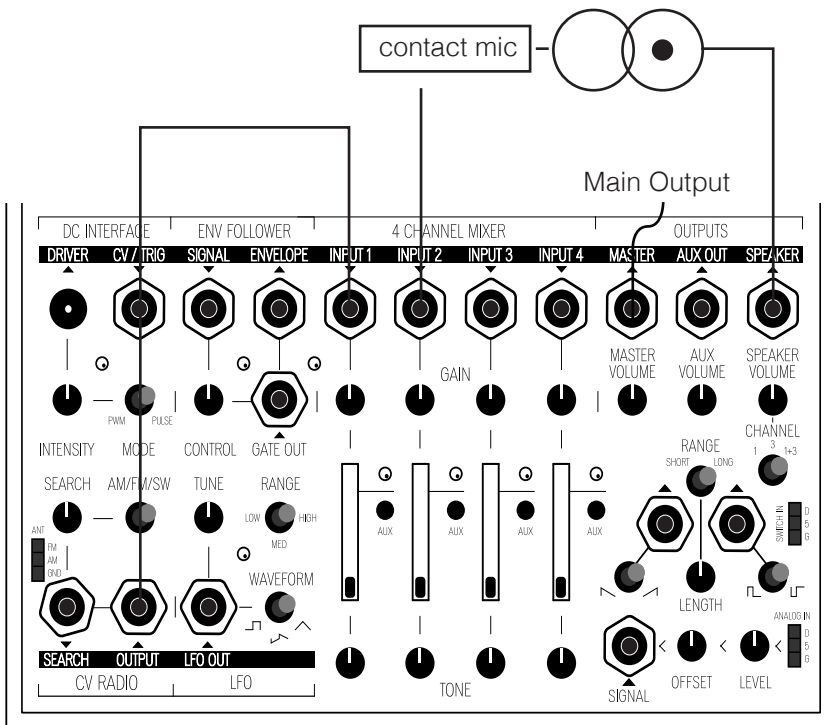 contact mic
Main Output
DC INTERFACE ENV FOLLOWER 4 CHANNEL MIXER OUTPUTS
DRIVER CV / TRIG SIGNAL ENVELOPE INPUT 1 INPUT 2 INPUT 3 INPUT 4 MASTER AUX OUT SPEAKER
GAIN
MASTER VOLUME
AUX VOLUME
SPEAKER VOLUME
PWM PULSE
INTENSITY MODE CONTROL GATE OUT
CHANNEL
1 3 1+3
RANGE
SHORT LONG
SEARCH AM/FM/SW TUNE RANGE
LOW HIGH
MED
AUX AUX AUX AUX
ANT
FM
AM
GND
SWITCH IN
D
5
G
WAVEFORM
LENGTH
ANALOG IN
D
5
G
SEARCH OUTPUT LFO OUT
CV RADIO LFO
TONE
SIGNAL OFFSET LEVEL